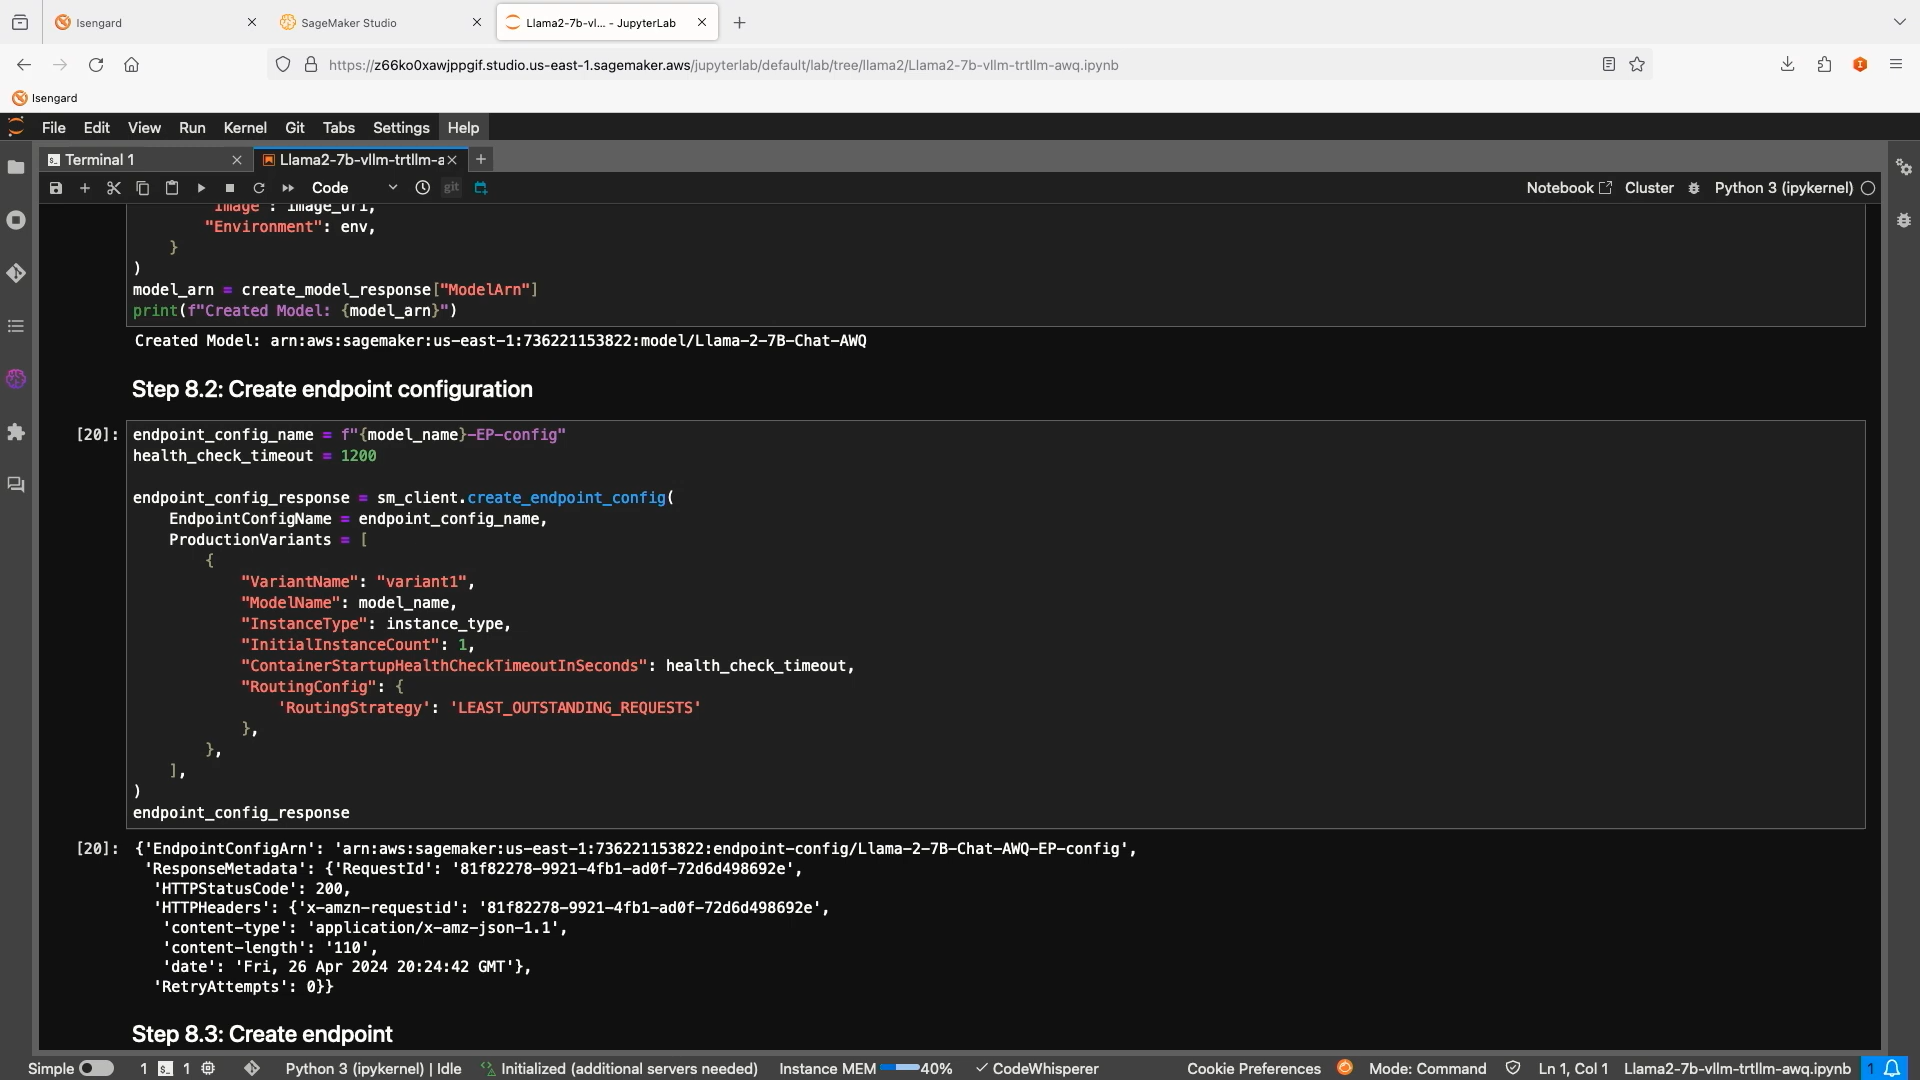 Isengard
SageMaker Studio
Llama2-7b-vl... - JupyterLab
https://z66ko0xawjppgif.studio.us-east-1.sagemaker.aws/jupyterlab/default/lab/tree/llama2/Llama2-7b-vllm-trtllm-awq.ipynb
Isengard
File Edit View Run Kernel Git Tabs Settings Help
Terminal 1
Llama2-7b-vllm-trtllm-a
Code
git
Notebook
Cluster
Python 3 (ipykernel)
"Image": image_uri,
"Environment": env,
}
)
model_arn = create_model_response["ModelArn"]
print(f"Created Model: {model_arn}")
Created Model: arn:aws:sagemaker:us-east-1:736221153822:model/Llama-2-7B-Chat-AWQ
Step 8.2: Create endpoint configuration
[20]: endpoint_config_name = f"{model_name}-EP-config"
health_check_timeout = 1200
endpoint_config_response = sm_client.create_endpoint_config(
EndpointConfigName = endpoint_config_name,
ProductionVariants = [
{
"VariantName": "variant1",
"ModelName": model_name,
"InstanceType": instance_type,
"InitialInstanceCount": 1,
"ContainerStartupHealthCheckTimeoutInSeconds": health_check_timeout,
"RoutingConfig": {
'RoutingStrategy': 'LEAST_OUTSTANDING_REQUESTS'
},
},
],
)
endpoint_config_response
[20]: {'EndpointConfigArn': 'arn:aws:sagemaker:us-east-1:736221153822:endpoint-config/Llama-2-7B-Chat-AWQ-EP-config',
'ResponseMetadata': {'RequestId': '81f82278-9921-4fb1-ad0f-72d6d498692e',
'HTTPStatusCode': 200,
'HTTPHeaders': {'x-amzn-requestid': '81f82278-9921-4fb1-ad0f-72d6d498692e',
'content-type': 'application/x-amz-json-1.1',
'content-length': '110',
'date': 'Fri, 26 Apr 2024 20:24:42 GMT'},
'RetryAttempts': 0}}
Step 8.3: Create endpoint
Simple 1 1 Python 3 (ipykernel) | Idle Initialized (additional servers needed) Instance MEM 40% CodeWhisperer Cookie Preferences Mode: Command Ln 1, Col 1 Llama2-7b-vllm-trtllm-awq.ipynb 1